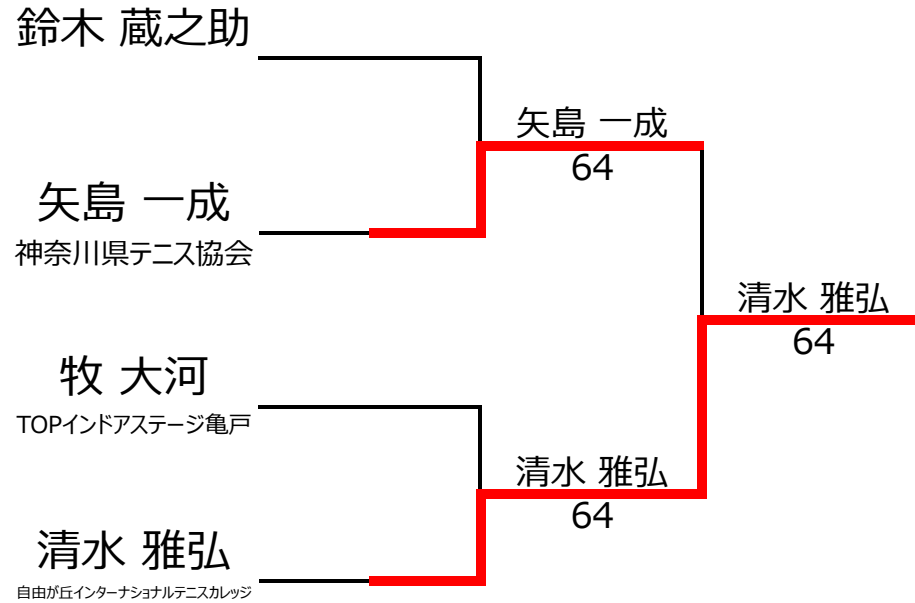 鈴木 蔵之助
矢島 一成
64
矢島 一成
神奈川県テニス協会
清水 雅弘
64
牧 大河
TOPインドアステージ亀戸
清水 雅弘
64
清水 雅弘
自由が丘インターナショナルテニスカレッジ